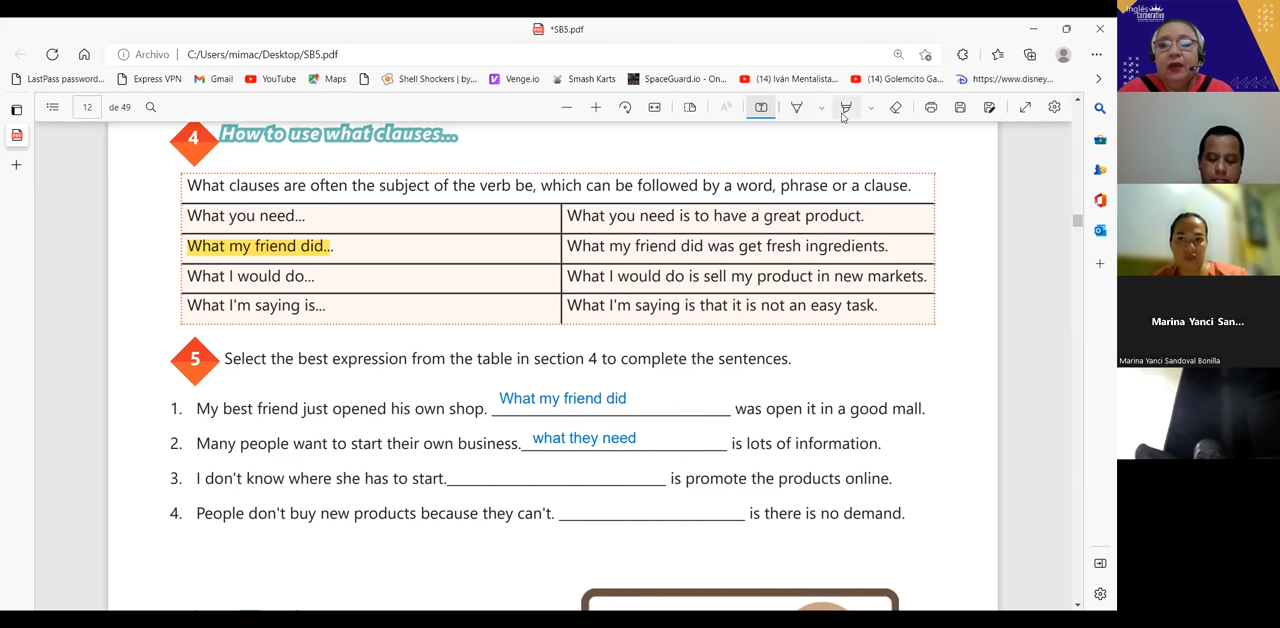 *SB5.pdf
Archivo | C:/Users/mimac/Desktop/SB5.pdf
LastPass password... Express VPN Gmail YouTube Maps Shell Shockers | by... Venge.io Smash Karts SpaceGuard.io - On... (14) Iván Mentalista... (14) Golemcito Ga... https://www.disney...
12 de 49
4 How to use what clauses...
What clauses are often the subject of the verb be, which can be followed by a word, phrase or a clause.
What you need... What you need is to have a great product.
What my friend did... What my friend did was get fresh ingredients.
What I would do... What I would do is sell my product in new markets.
What I'm saying is... What I'm saying is that it is not an easy task.
5 Select the best expression from the table in section 4 to complete the sentences.
1. My best friend just opened his own shop. What my friend did was open it in a good mall.
2. Many people want to start their own business. what they need is lots of information.
3. I don't know where she has to start.____ is promote the products online.
4. People don't buy new products because they can't. ____ is there is no demand.
Inglés
Corporativo
Marina Yanci San...
Marina Yanci Sandoval Bonilla